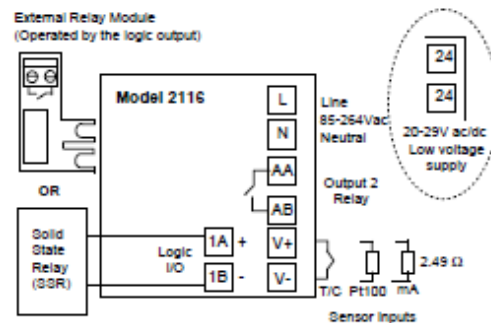 External Relay Module
(Operated by the logic output)
Model 2116
L
N
AA
AB
V+
V-
Line
85-264Vac
Neutral
Output 2
Relay
24
24
20-29V ac/dc
Low voltage
supply
OR
Solid
State
Relay
(SSR)
Logic
I/O
1A +
1B -
T/C Pt100 mA
2.49 Ω
Sensor Inputs